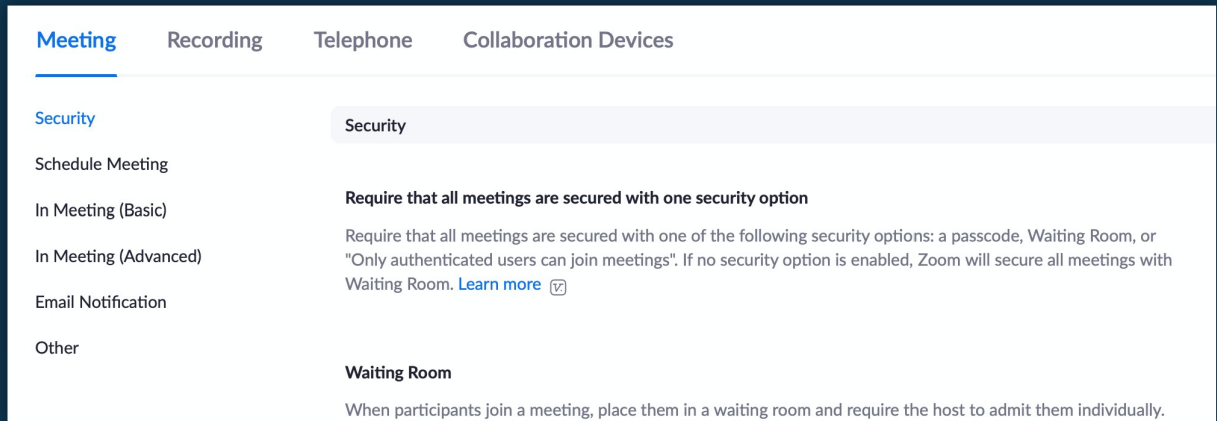 Meeting Recording Telephone Collaboration Devices
Security
Schedule Meeting
In Meeting (Basic)
In Meeting (Advanced)
Email Notification
Other
Security
Require that all meetings are secured with one security option
Require that all meetings are secured with one of the following security options: a passcode, Waiting Room, or
"Only authenticated users can join meetings". If no security option is enabled, Zoom will secure all meetings with
Waiting Room. Learn more
Waiting Room
When participants join a meeting, place them in a waiting room and require the host to admit them individually.